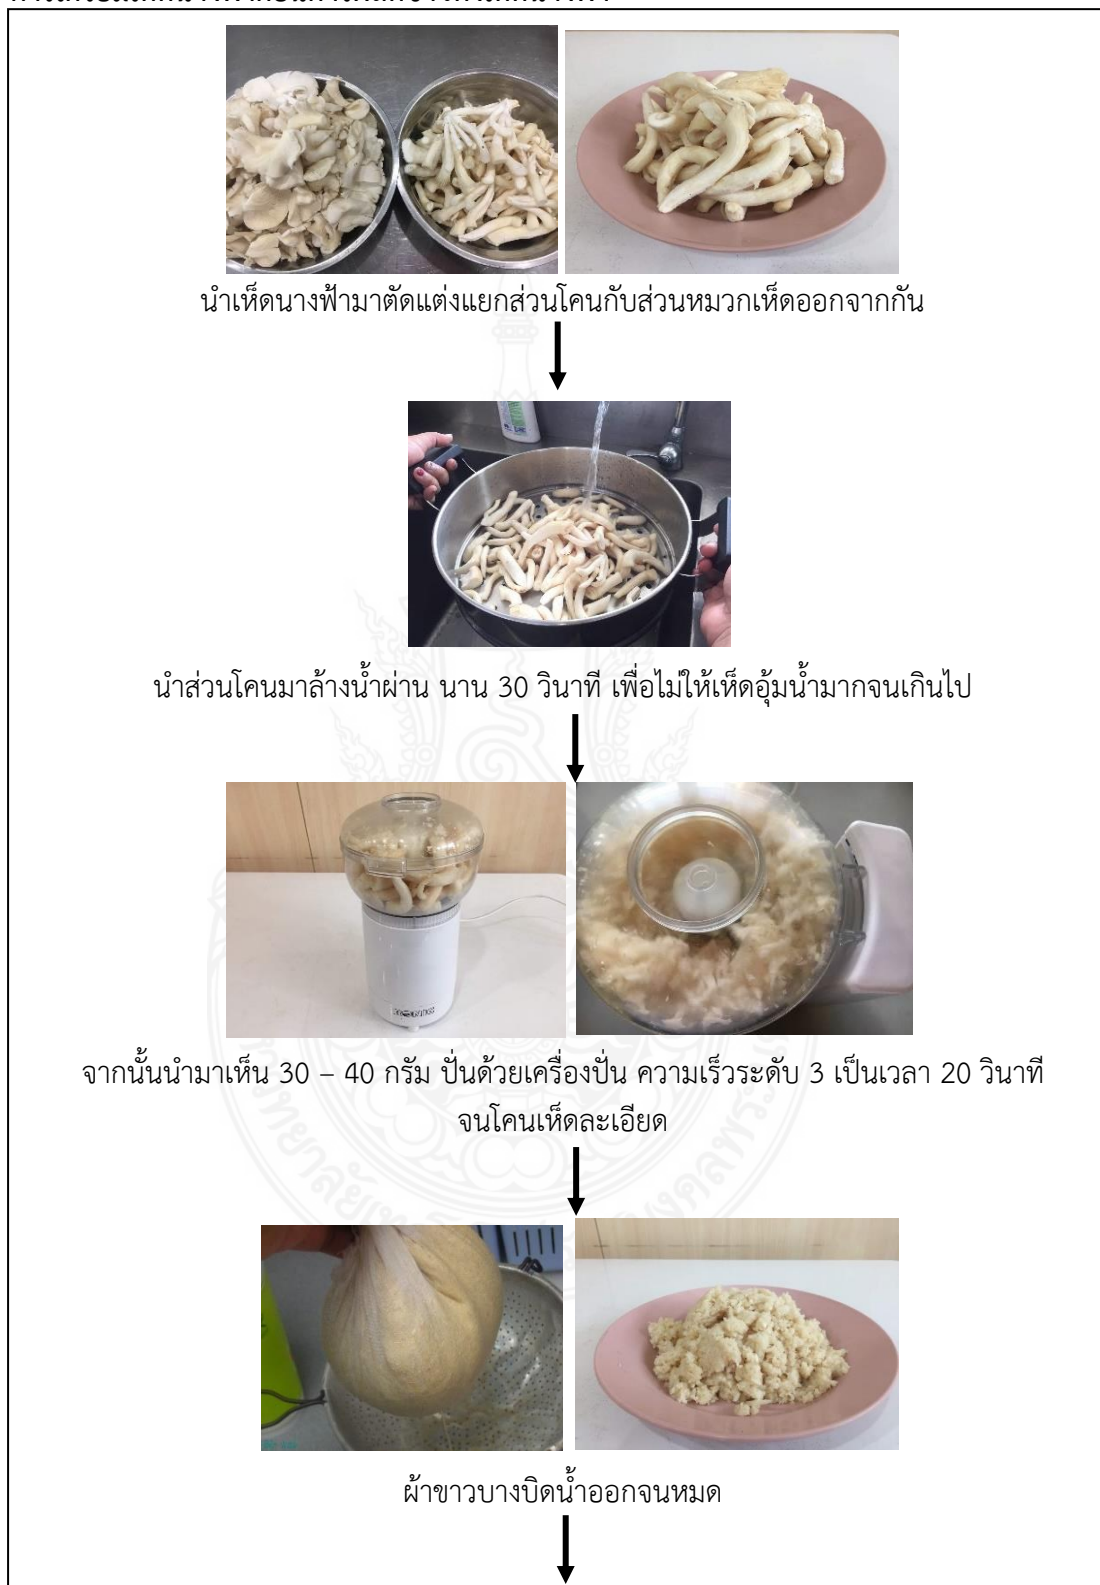 นำเห็ดนางฟ้ามาตัดแต่งแยกส่วนโคนกับส่วนหมวกเห็ดออกจากกัน
นำส่วนโคนมาล้างน้ำผ่าน นาน 30 วินาที เพื่อไม่ให้เห็ดอุ้มน้ำมากจนเกินไป
จากนั้นนำมาเห็น 30 – 40 กรัม ปั่นด้วยเครื่องปั่น ความเร็วระดับ 3 เป็นเวลา 20 วินาที
จนโคนเห็ดละเอียด
ผ้าขาวบางบิดน้ำออกจนหมด